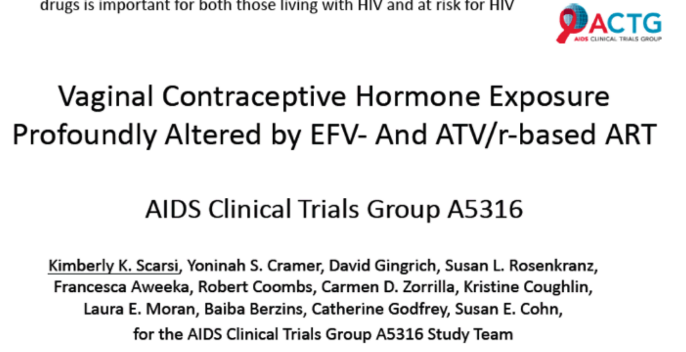 drugs is important for both those living with HIV and at risk for HIV
ACTG
AIDS CLINICAL TRIALS GROUP
Vaginal Contraceptive Hormone Exposure
Profoundly Altered by EFV- And ATV/r-based ART
AIDS Clinical Trials Group A5316
Kimberly K. Scarsi, Yoninah S. Cramer, David Gingrich, Susan L. Rosenkranz,
Francesca Aweeka, Robert Coombs, Carmen D. Zorrilla, Kristine Coughlin,
Laura E. Moran, Baiba Berzins, Catherine Godfrey, Susan E. Cohn,
for the AIDS Clinical Trials Group A5316 Study Team